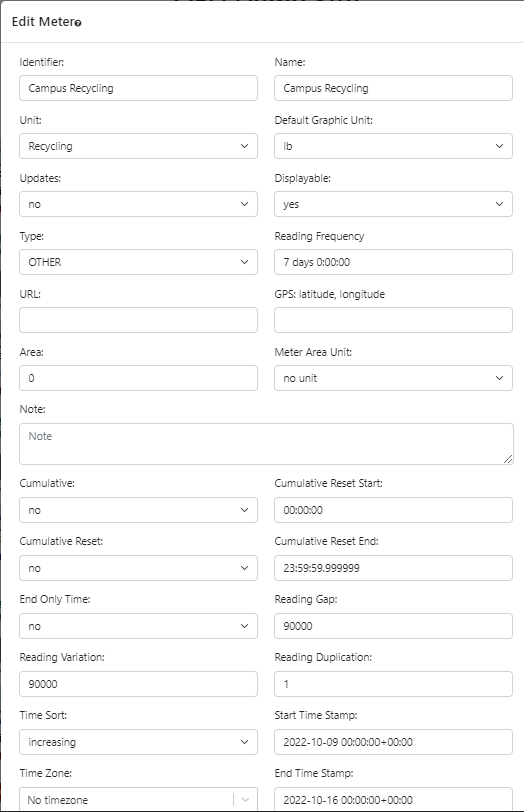 Edit Meter
Identifier: Name:
Campus Recycling Campus Recycling
Unit: Default Graphic Unit:
Recycling lb
Updates: Displayable:
no yes
Type: Reading Frequency
OTHER 7 days 0:00:00
URL: GPS: latitude, longitude
Area: Meter Area Unit:
0 no unit
Note:
Note
Cumulative: Cumulative Reset Start:
no 00:00:00
Cumulative Reset: Cumulative Reset End:
no 23:59:59.999999
End Only Time: Reading Gap:
no 90000
Reading Variation: Reading Duplication:
90000 1
Time Sort: Start Time Stamp:
increasing 2022-10-09 00:00:00+00:00
Time Zone: End Time Stamp:
No timezone 2022-10-16 00:00:00+00:00